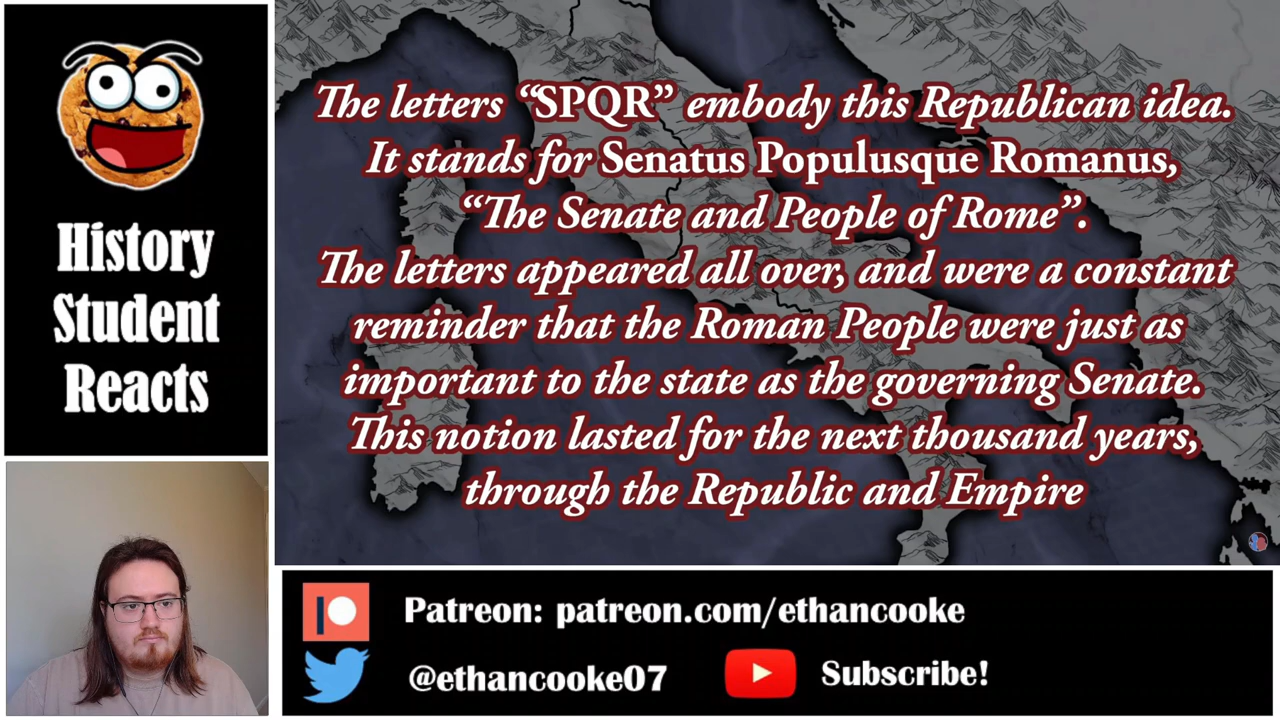 History
Student
Reacts
The letters “SPQR” embody this Republican idea.
It stands for Senatus Populusque Romanus,
“The Senate and People of Rome”.
The letters appeared all over, and were a constant
reminder that the Roman People were just as
important to the state as the governing Senate.
This notion lasted for the next thousand years,
through the Republic and Empire
Patreon: patreon.com/ethancooke
@ethancooke07
Subscribe!